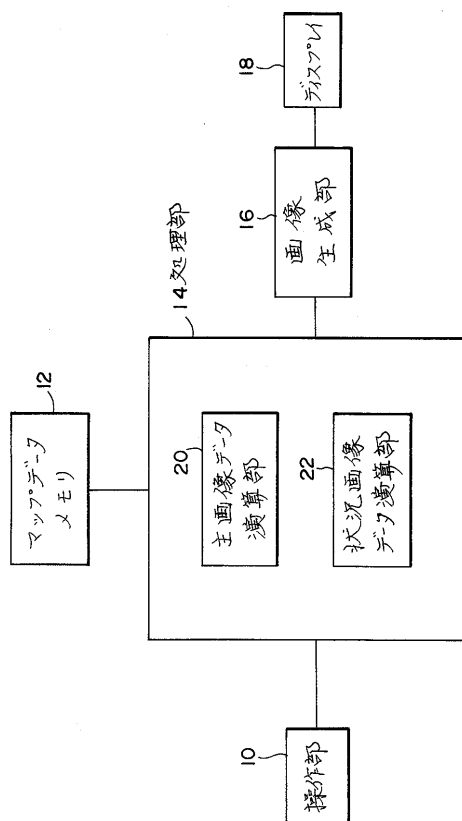 12
マップデータ
メモリ
14処理部
20
主画像データ
演算部
22
状況画像
データ演算部
10
操作部
16
画像
生成部
18
ディスプレイ